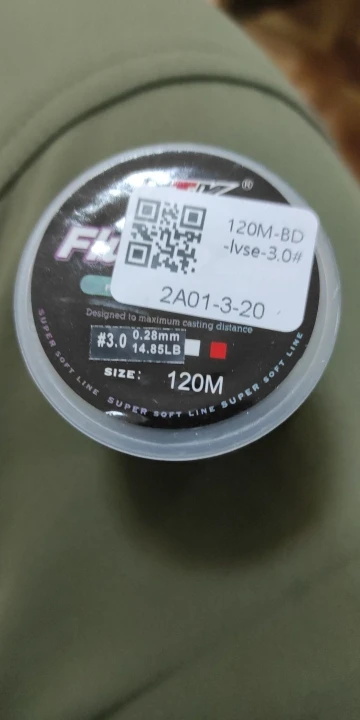 120M-BD
-lvse-3.0#
2A01-3-20
Designed to maximum casting distance
#3.0 0.28mm
14.85LB
SIZE: 120M
SUPER SOFT LINE SUPER SOFT LINE SUPER SOFT LINE